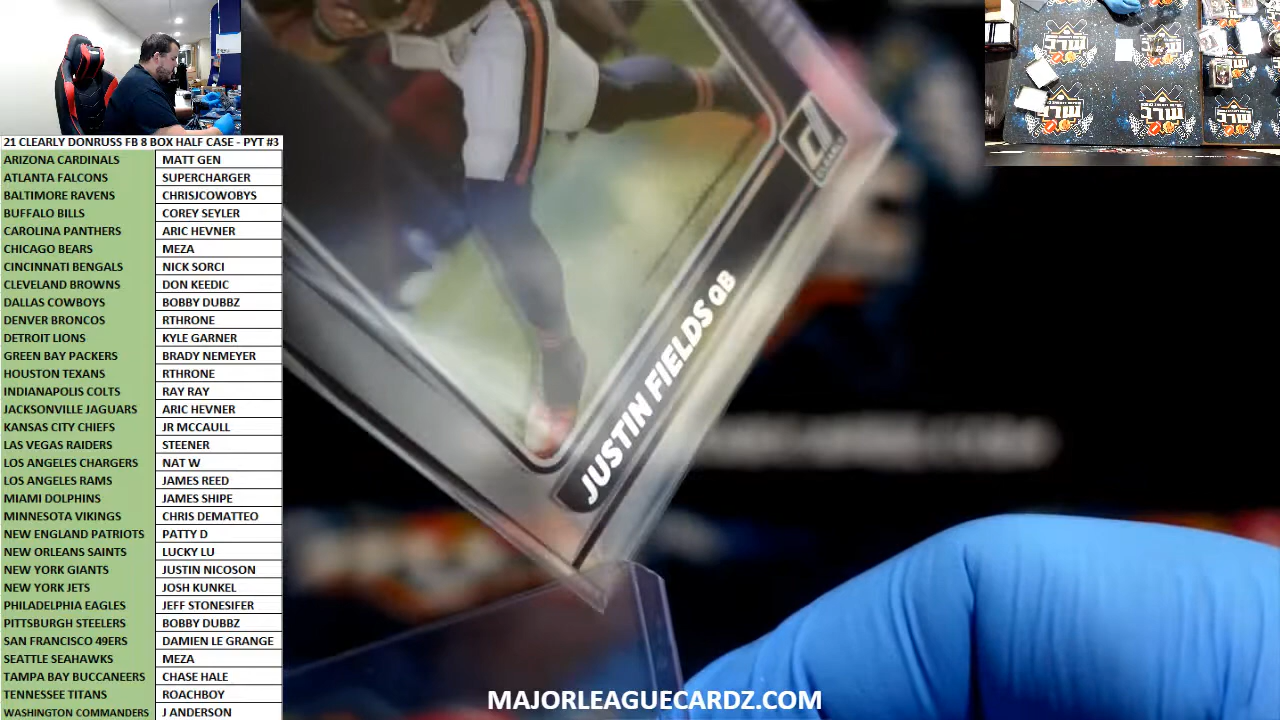 21 CLEARLY DONRUSS FB 8 BOX HALF CASE - PYT #3
ARIZONA CARDINALS MATT GEN
ATLANTA FALCONS SUPERCHARGER
BALTIMORE RAVENS CHRISJCOWOBYS
BUFFALO BILLS COREY SEYLER
CAROLINA PANTHERS ARIC HEVNER
CHICAGO BEARS MEZA
CINCINNATI BENGALS NICK SORCI
CLEVELAND BROWNS DON KEEDIC
DALLAS COWBOYS BOBBY DUBBZ
DENVER BRONCOS RTHRONE
DETROIT LIONS KYLE GARNER
GREEN BAY PACKERS BRADY NEMEYER
HOUSTON TEXANS RTHRONE
INDIANAPOLIS COLTS RAY RAY
JACKSONVILLE JAGUARS ARIC HEVNER
KANSAS CITY CHIEFS JR MCCAULL
LAS VEGAS RAIDERS STEENER
LOS ANGELES CHARGERS NAT W
LOS ANGELES RAMS JAMES REED
MIAMI DOLPHINS JAMES SHIPE
MINNESOTA VIKINGS CHRIS DEMATTEO
NEW ENGLAND PATRIOTS PATTY D
NEW ORLEANS SAINTS LUCKY LU
NEW YORK GIANTS JUSTIN NICOSON
NEW YORK JETS JOSH KUNKEL
PHILADELPHIA EAGLES JEFF STONESIFER
PITTSBURGH STEELERS BOBBY DUBBZ
SAN FRANCISCO 49ERS DAMIEN LE GRANGE
SEATTLE SEAHAWKS MEZA
TAMPA BAY BUCCANEERS CHASE HALE
TENNESSEE TITANS ROACHBOY
WASHINGTON COMMANDERS J ANDERSON
d
CLEARLY
JUSTIN FIELDS QB
MAJORLEAGUECARDZ.COM